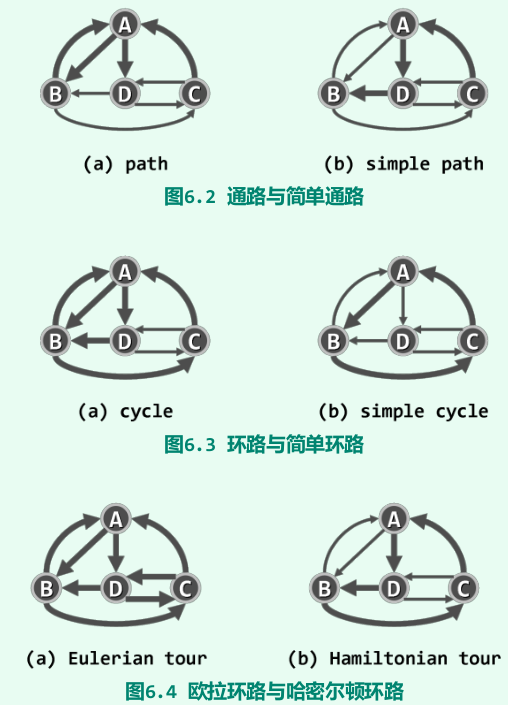 A A
B D C B D C
(a) path (b) simple path
图6.2 通路与简单通路
A A
B D C B D C
(a) cycle (b) simple cycle
图6.3 环路与简单环路
A A
B D C B D C
(a) Eulerian tour (b) Hamiltonian tour
图6.4 欧拉环路与哈密尔顿环路